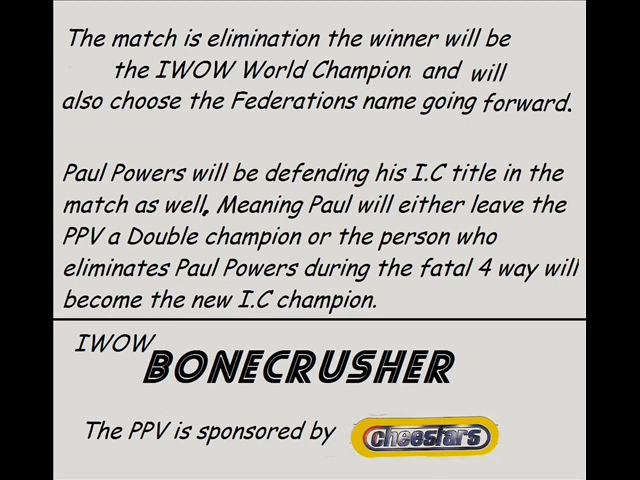 The match is elimination the winner will be
the IWOW World Champion and will
also choose the Federations name going forward.
Paul Powers will be defending his I.C title in the
match as well. Meaning Paul will either leave the
PPV a Double champion or the person who
eliminates Paul Powers during the fatal 4 way will
become the new I.C champion.
IWOW
BONECRUSHER
The PPV is sponsored by cheestars